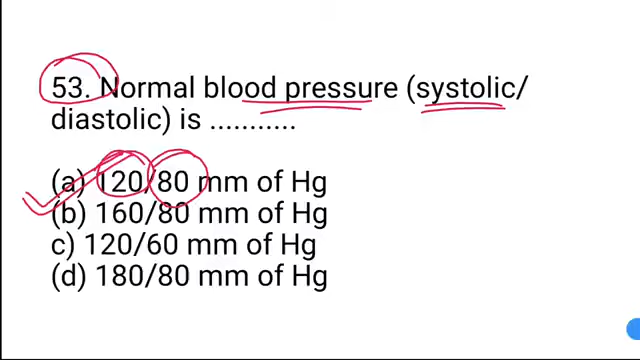 53. Normal blood pressure (systolic/
diastolic) is ...........
(a) 120/80 mm of Hg
(b) 160/80 mm of Hg
c) 120/60 mm of Hg
(d) 180/80 mm of Hg